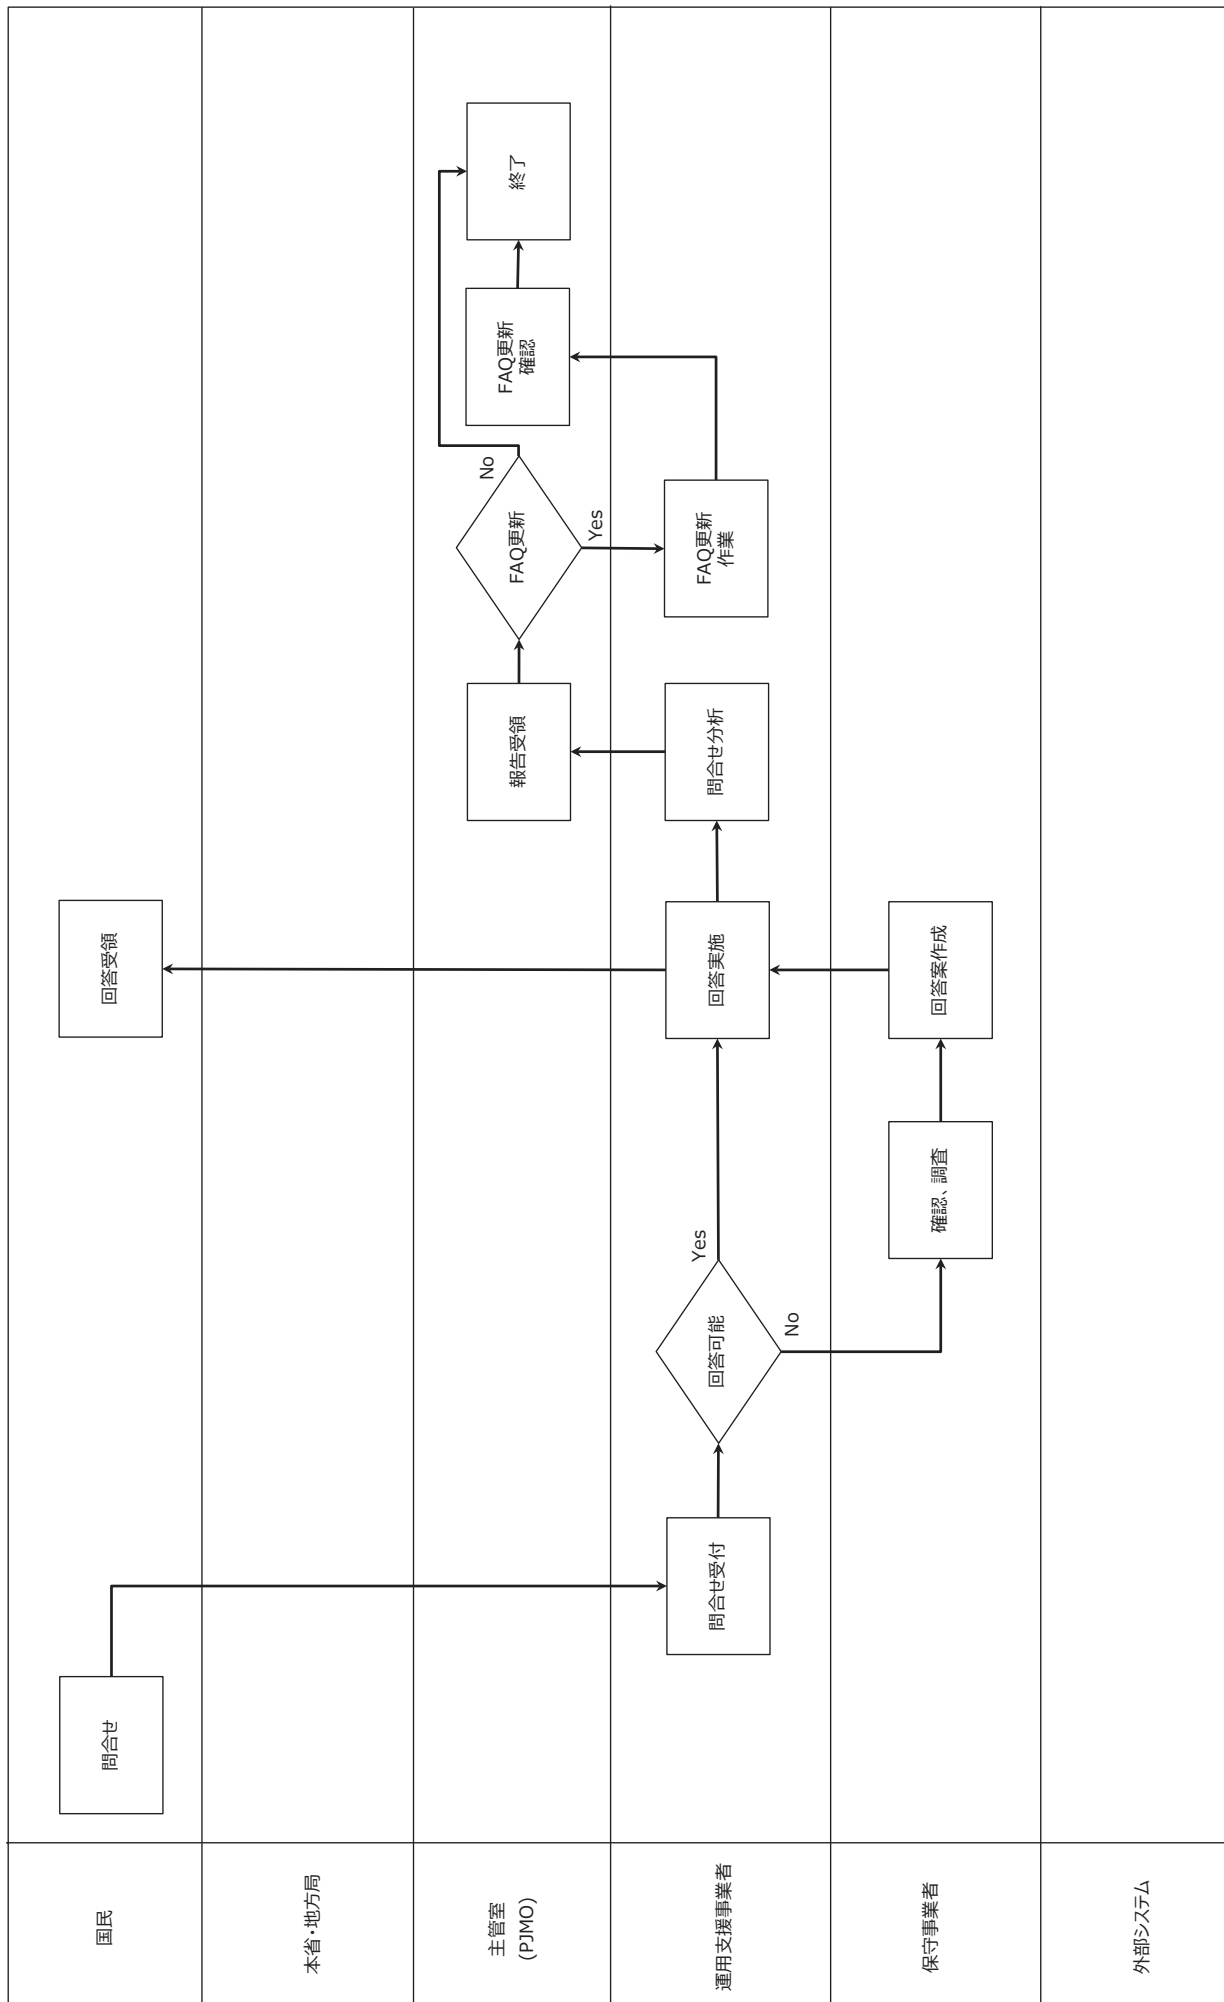 国民
問合せ
回答受領
本省・地方局
主管室
(PJMO)
報告受領
FAQ更新
No
Yes
FAQ更新
確認
終了
運用支援事業者
問合せ受付
回答可能
Yes
No
回答実施
問合せ分析
FAQ更新
作業
保守事業者
確認、調査
回答案作成
外部システム